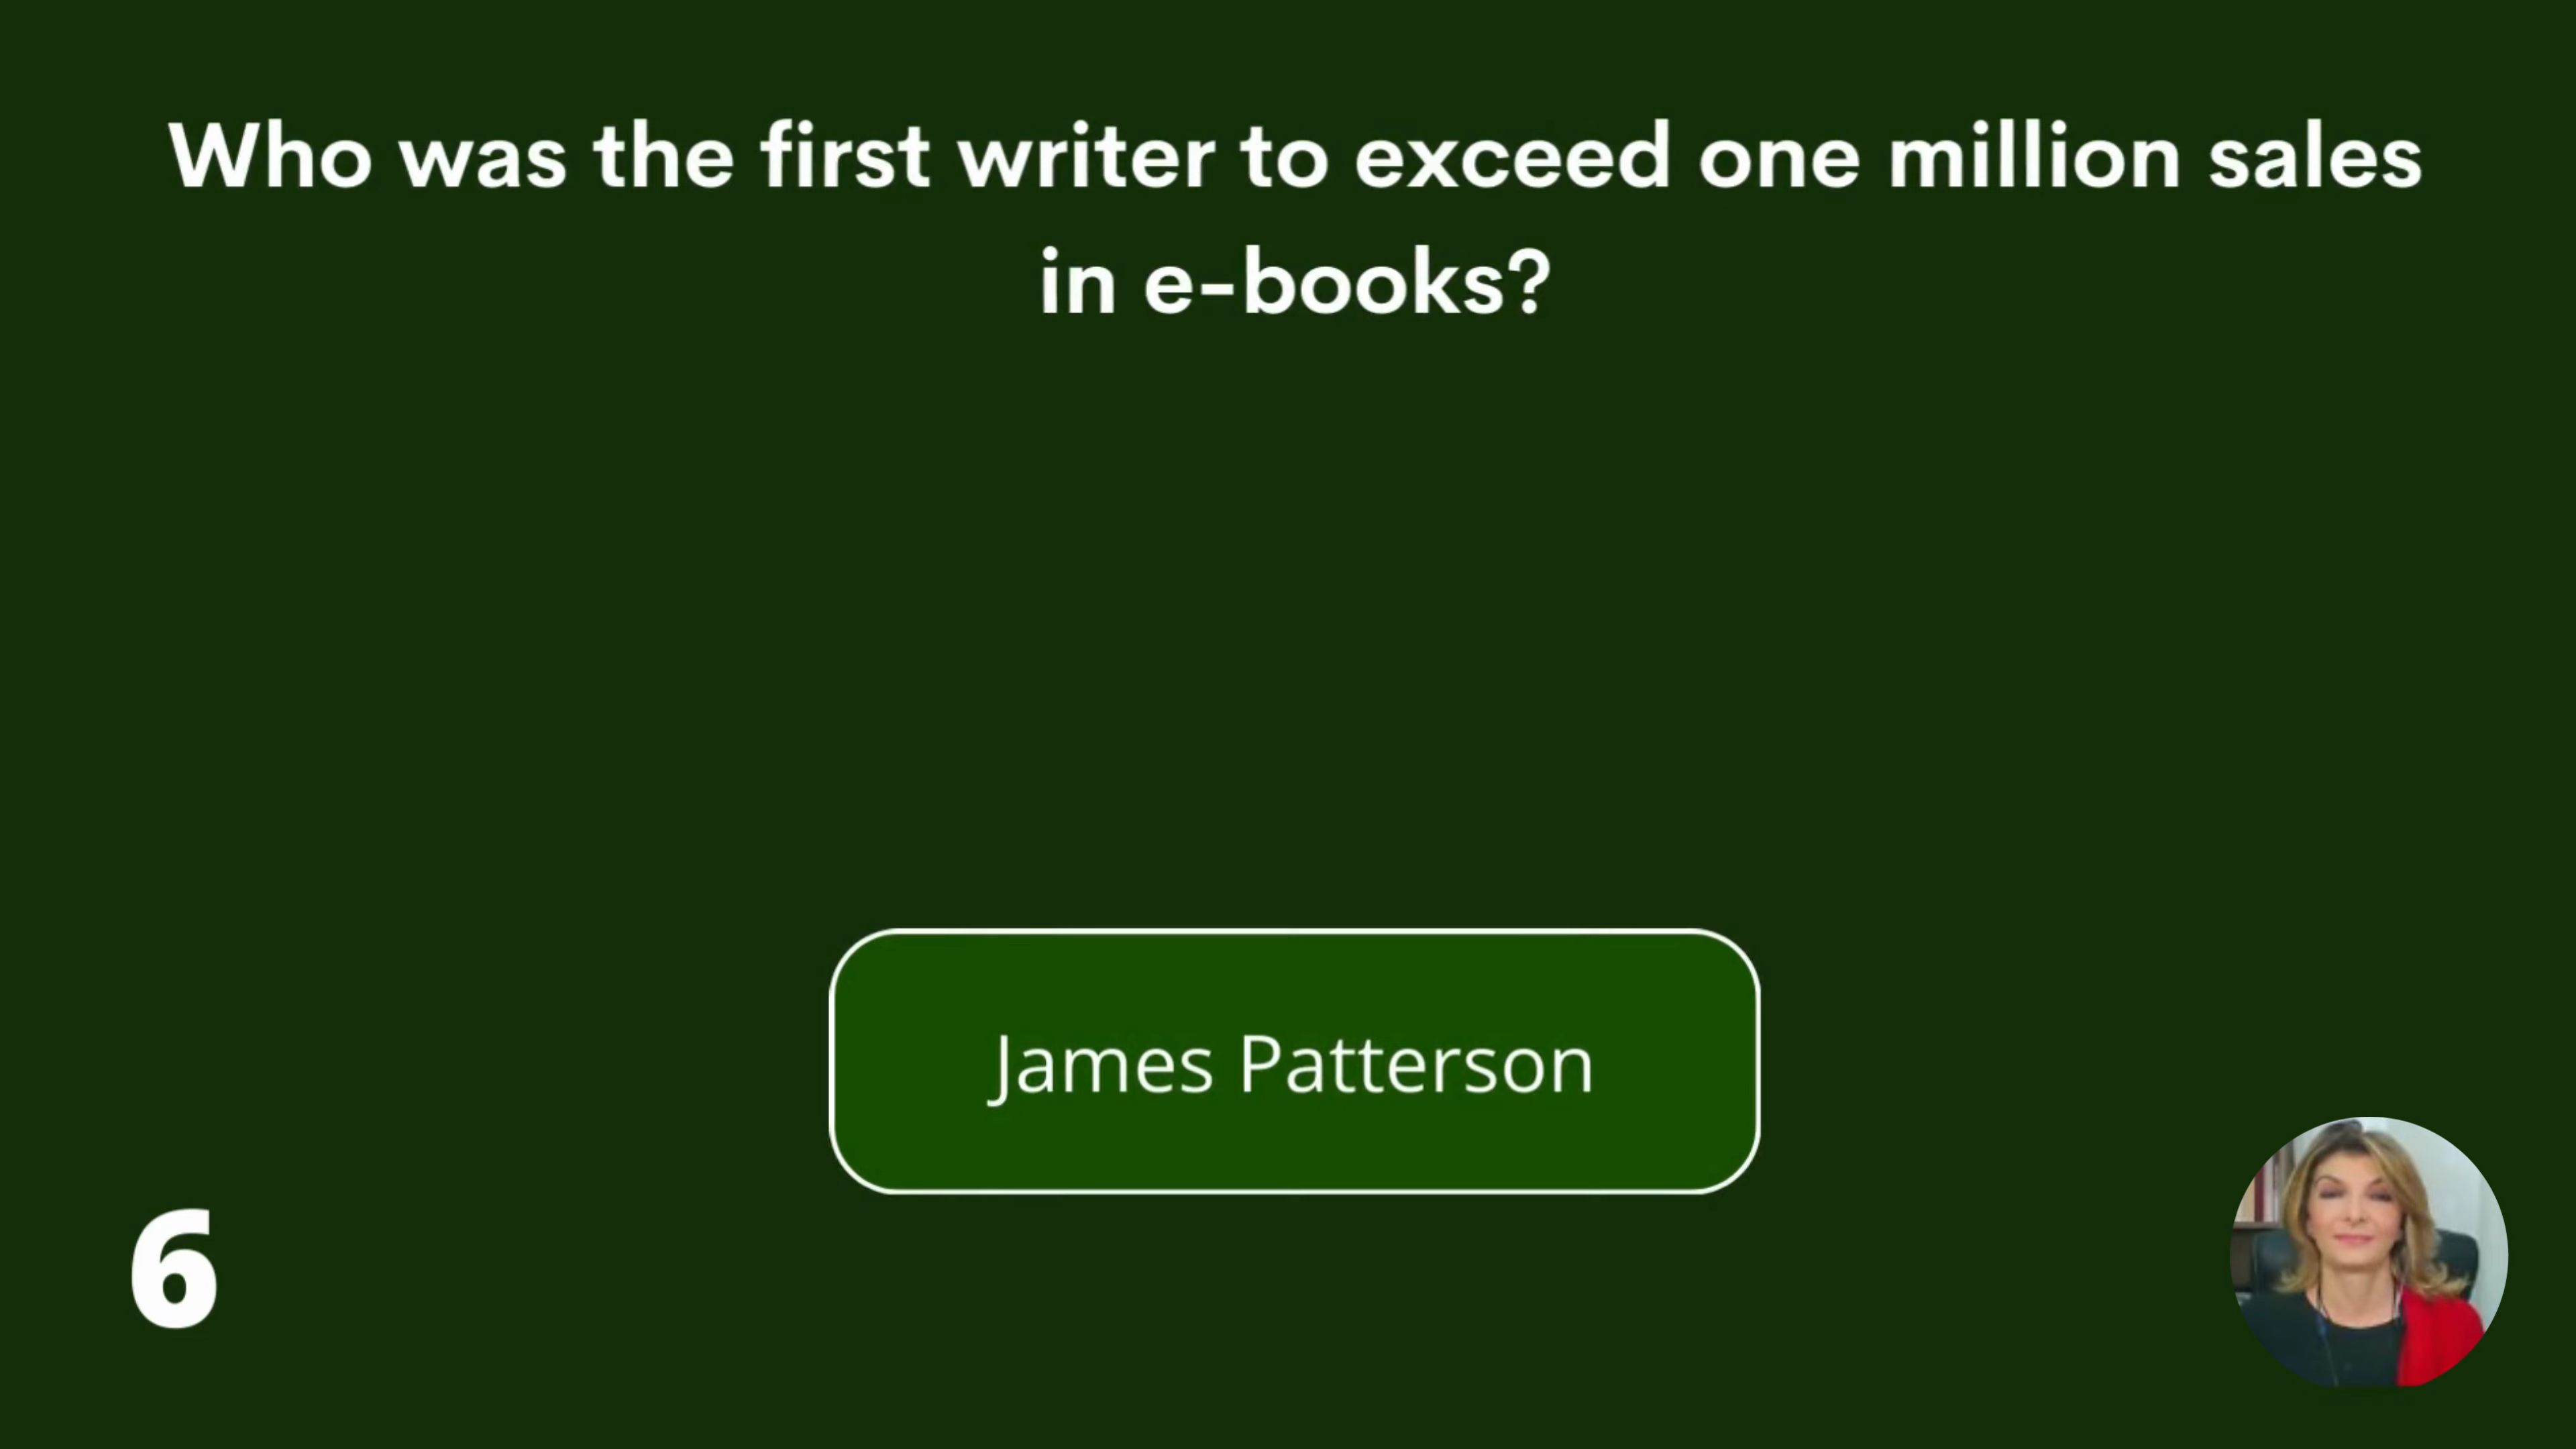 Who was the first writer to exceed one million sales
in e-books?
James Patterson
6